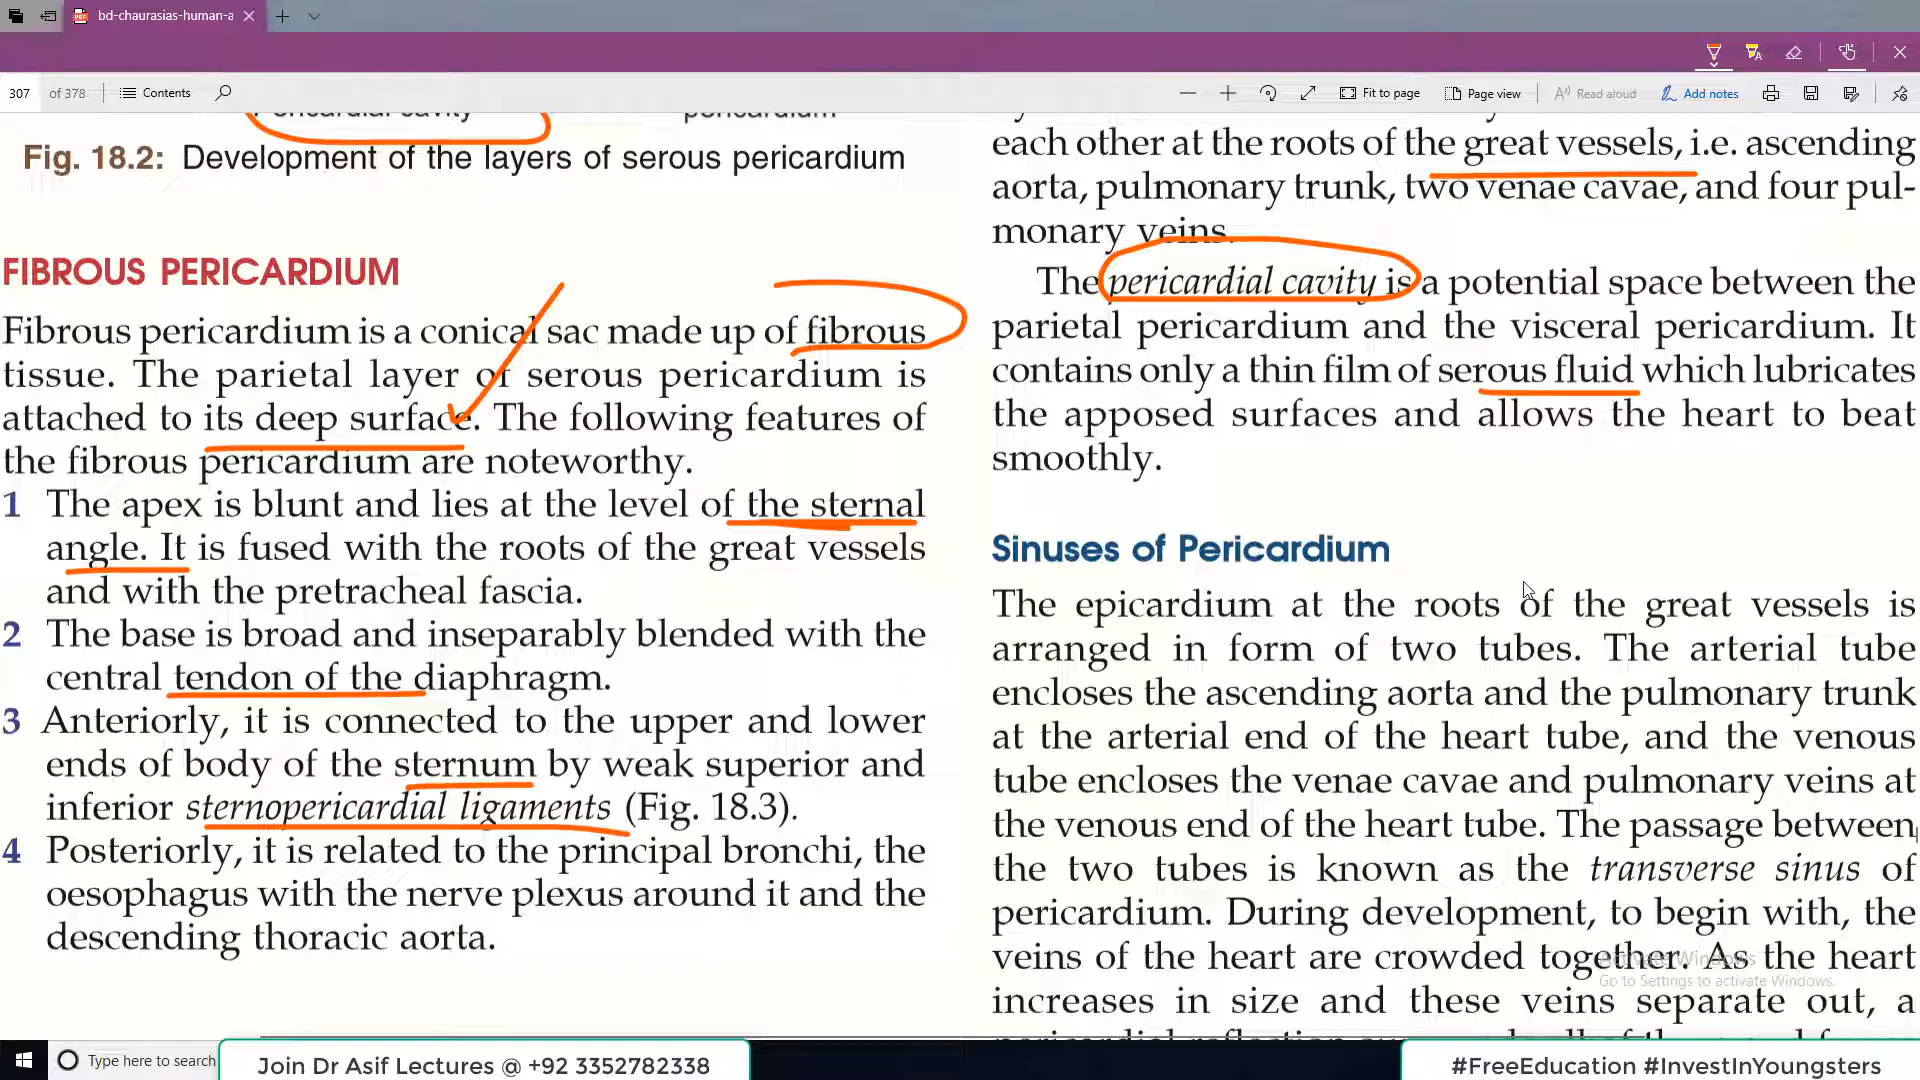 bd-chaurasias-human-a
307 of 378 Contents Fit to page Page view Read aloud Add notes
Pericardial cavity pericardium
Fig. 18.2: Development of the layers of serous pericardium
FIBROUS PERICARDIUM
Fibrous pericardium is a conical sac made up of fibrous
tissue. The parietal layer of serous pericardium is
attached to its deep surface. The following features of
the fibrous pericardium are noteworthy.
1 The apex is blunt and lies at the level of the sternal
angle. It is fused with the roots of the great vessels
and with the pretracheal fascia.
2 The base is broad and inseparably blended with the
central tendon of the diaphragm.
3 Anteriorly, it is connected to the upper and lower
ends of body of the sternum by weak superior and
inferior sternopericardial ligaments (Fig. 18.3).
4 Posteriorly, it is related to the principal bronchi, the
oesophagus with the nerve plexus around it and the
descending thoracic aorta.
each other at the roots of the great vessels, i.e. ascending
aorta, pulmonary trunk, two venae cavae, and four pul-
monary veins.
The pericardial cavity is a potential space between the
parietal pericardium and the visceral pericardium. It
contains only a thin film of serous fluid which lubricates
the apposed surfaces and allows the heart to beat
smoothly.
Sinuses of Pericardium
The epicardium at the roots of the great vessels is
arranged in form of two tubes. The arterial tube
encloses the ascending aorta and the pulmonary trunk
at the arterial end of the heart tube, and the venous
tube encloses the venae cavae and pulmonary veins at
the venous end of the heart tube. The passage between
the two tubes is known as the transverse sinus of
pericardium. During development, to begin with, the
veins of the heart are crowded together. As the heart
increases in size and these veins separate out, a
Activate Windows
Go to Settings to activate Windows.
Type here to search
Join Dr Asif Lectures @ +92 3352782338
#FreeEducation #InvestInYoungsters